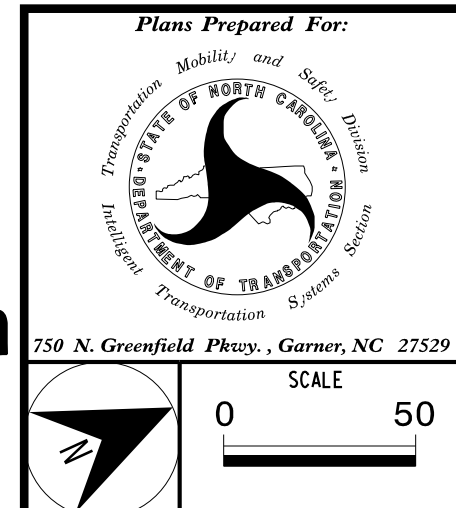 Plans Prepared For:
Transportation Mobility and Safety Division
STATE OF NORTH CAROLINA
DEPARTMENT OF TRANSPORTATION
Intelligent Transportation Systems Section
750 N. Greenfield Pkwy. , Garner, NC 27529
N
SCALE
0 50